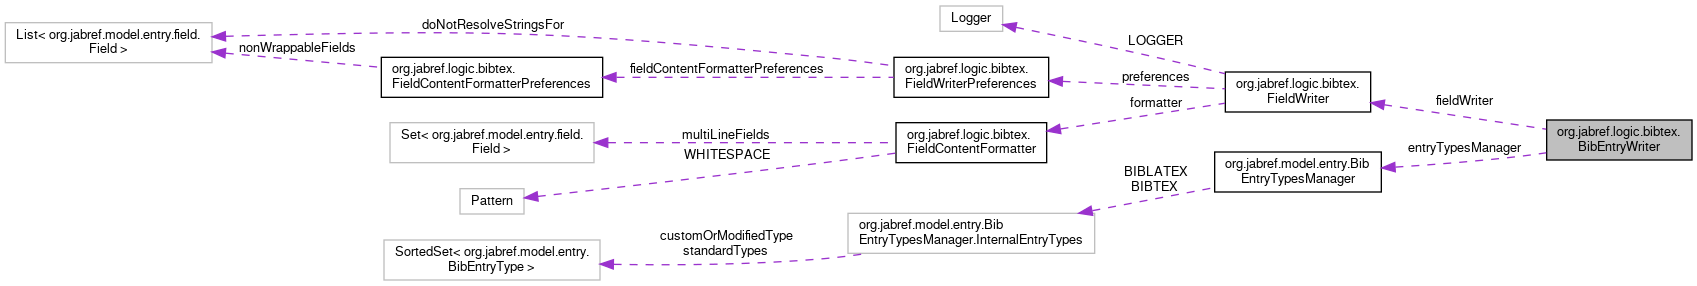 Logger
doNotResolveStringsFor
List< org.jabref.model.entry.field.
Field >
nonWrappableFields
LOGGER
org.jabref.logic.bibtex.
FieldContentFormatterPreferences
fieldContentFormatterPreferences
org.jabref.logic.bibtex.
FieldWriterPreferences
preferences
org.jabref.logic.bibtex.
FieldWriter
fieldWriter
formatter
Set< org.jabref.model.entry.field.
Field >
multiLineFields
WHITESPACE
org.jabref.logic.bibtex.
FieldContentFormatter
org.jabref.logic.bibtex.
BibEntryWriter
entryTypesManager
org.jabref.model.entry.Bib
EntryTypesManager
BIBLATEX
BIBTEX
Pattern
org.jabref.model.entry.Bib
EntryTypesManager.InternalEntryTypes
customOrModifiedType
standardTypes
SortedSet< org.jabref.model.entry.
BibEntryType >